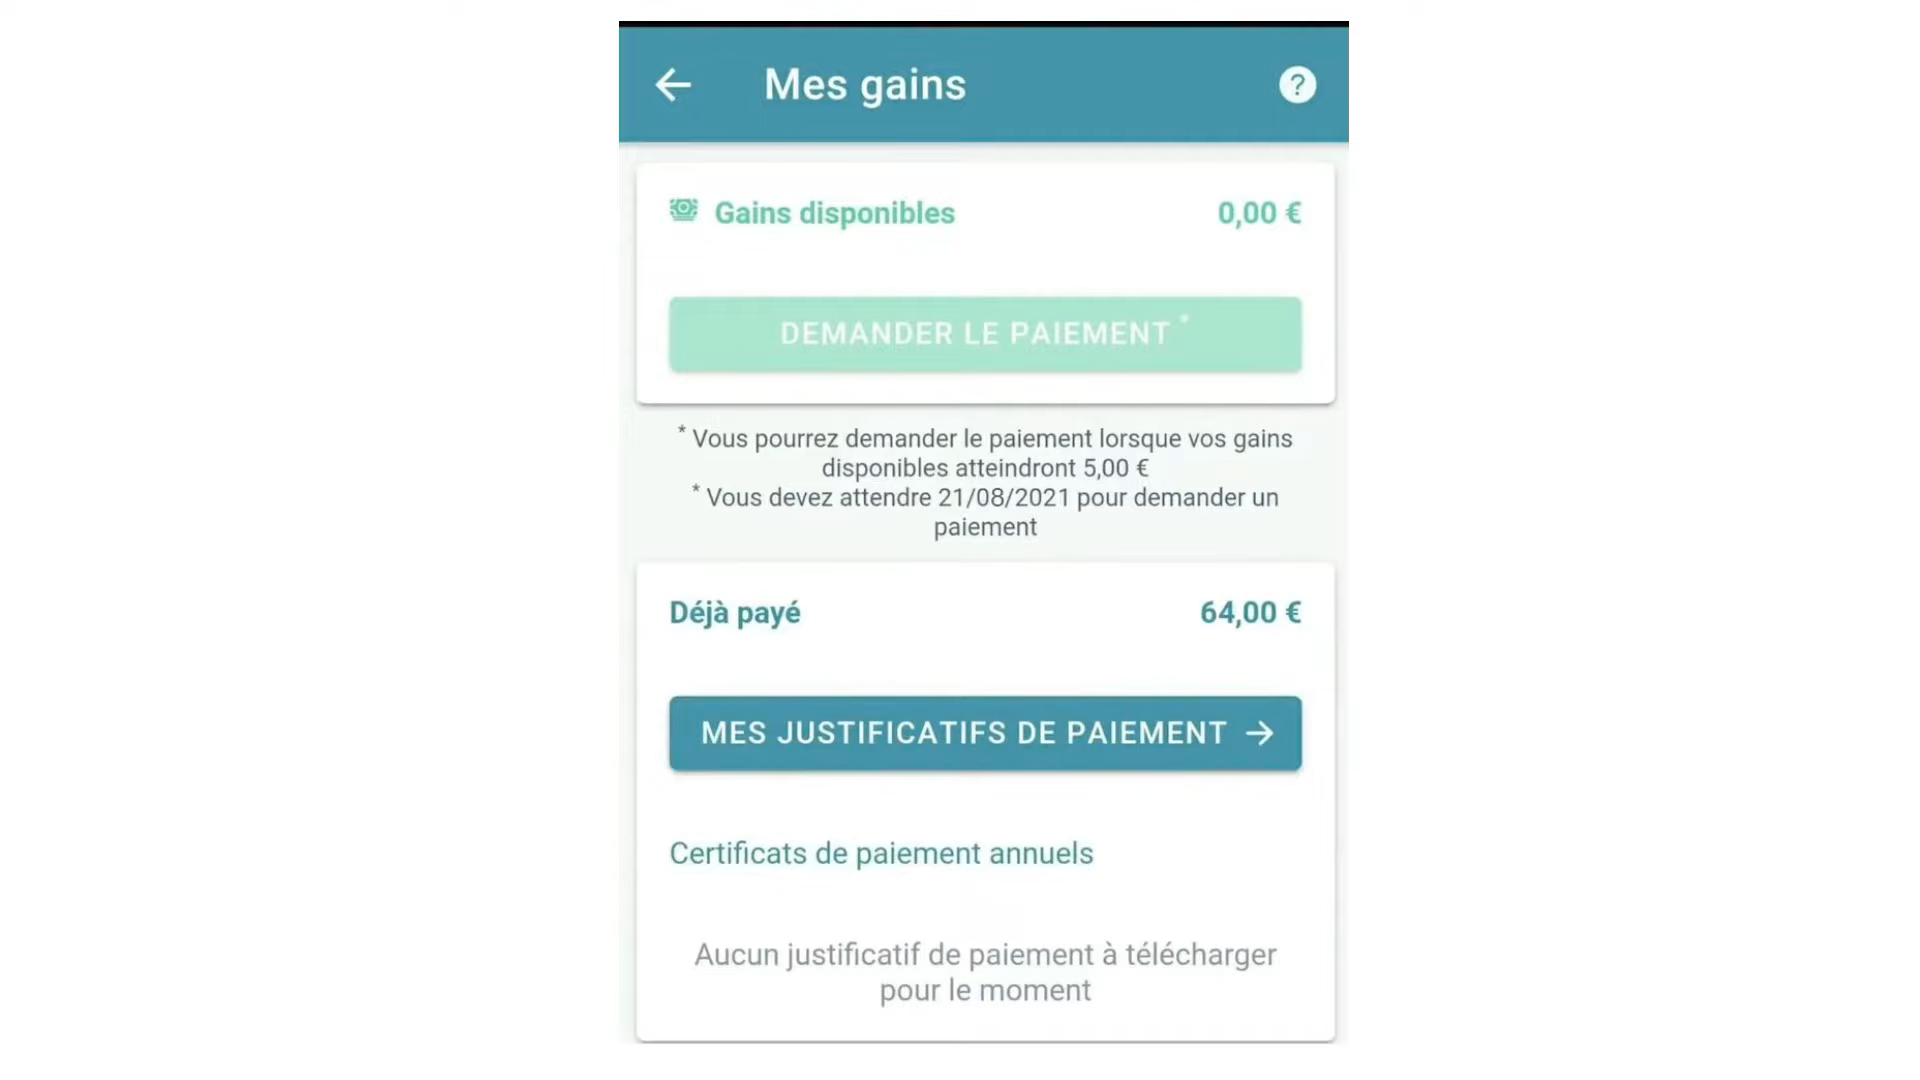 Mes gains
?
Gains disponibles 0,00 €
DEMANDER LE PAIEMENT *
* Vous pourrez demander le paiement lorsque vos gains
disponibles atteindront 5,00 €
* Vous devez attendre 21/08/2021 pour demander un
paiement
Déjà payé 64,00 €
MES JUSTIFICATIFS DE PAIEMENT →
Certificats de paiement annuels
Aucun justificatif de paiement à télécharger
pour le moment